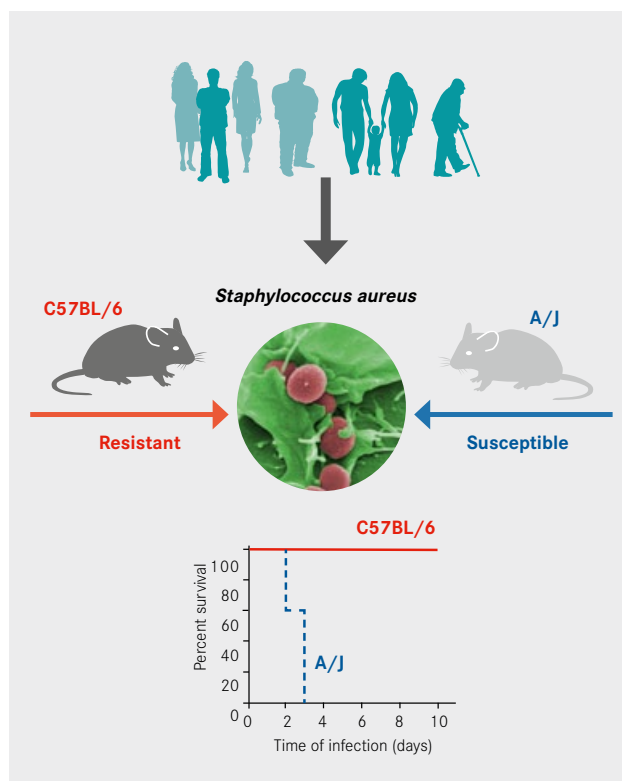 Staphylococcus aureus
C57BL/6
A/J
Resistant
Susceptible
C57BL/6
A/J
Percent survival
100
80
60
40
20
0
0 2 4 6 8 10
Time of infection (days)